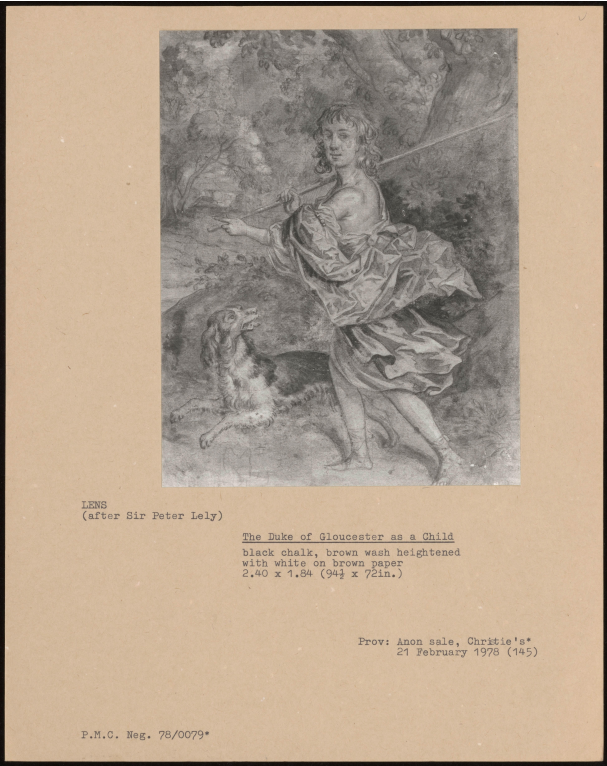 LENS
(after Sir Peter Lely)
The Duke of Gloucester as a Child
black chalk, brown wash heightened
with white on brown paper
2.40 x 1.84 (94½ x 72in.)
Prov: Anon sale, Christie's*
21 February 1978 (145)
P.M.C. Neg. 78/0079*